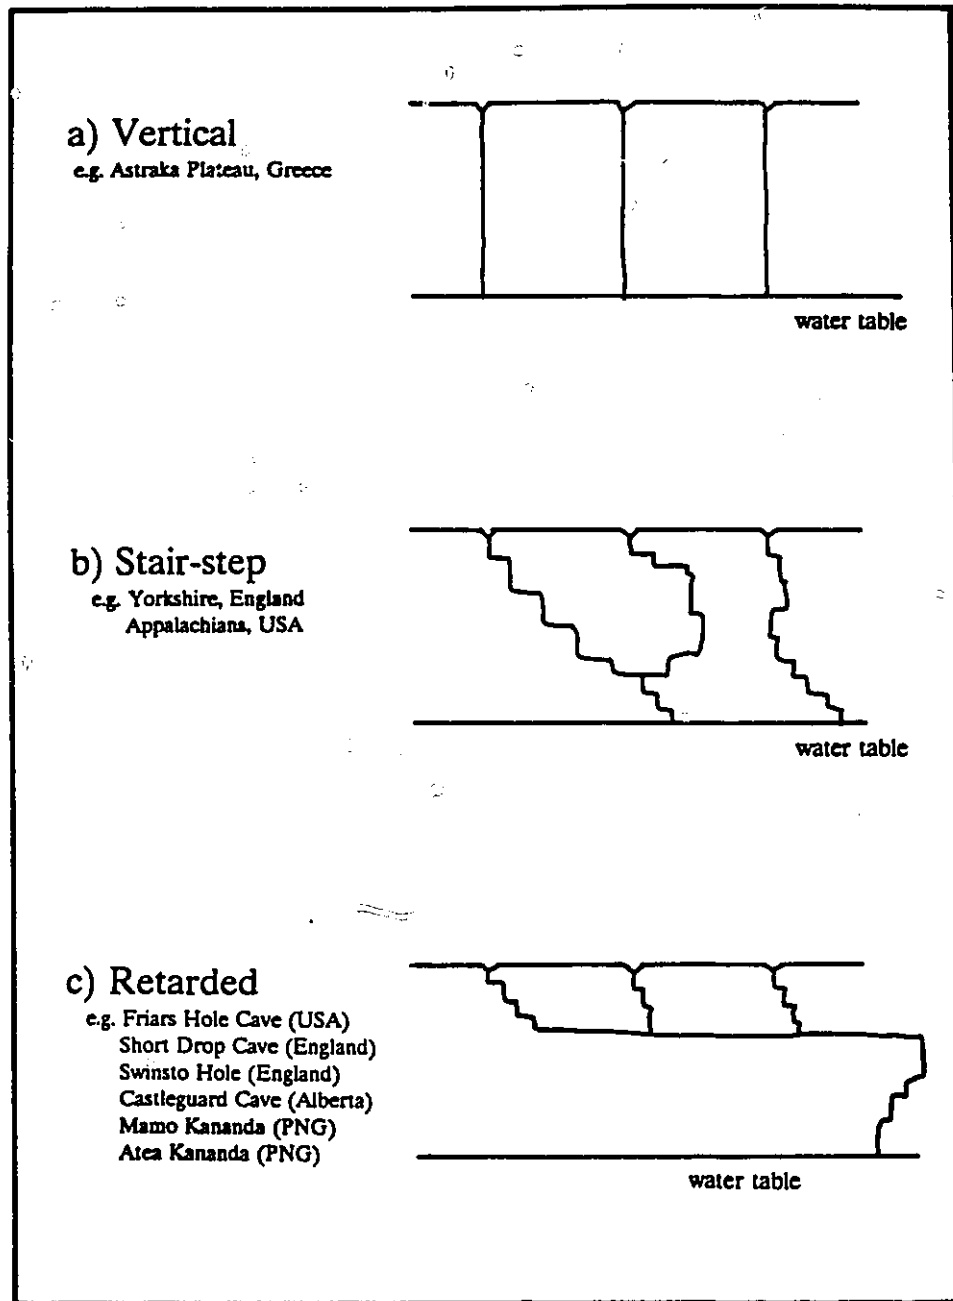 a) Vertical
e.g. Astraka Plateau, Greece
water table
b) Stair-step
e.g. Yorkshire, England
Appalachians, USA
water table
c) Retarded
e.g. Friars Hole Cave (USA)
Short Drop Cave (England)
Swinsto Hole (England)
Castleguard Cave (Alberta)
Mamo Kananda (PNG)
Atea Kananda (PNG)
water table